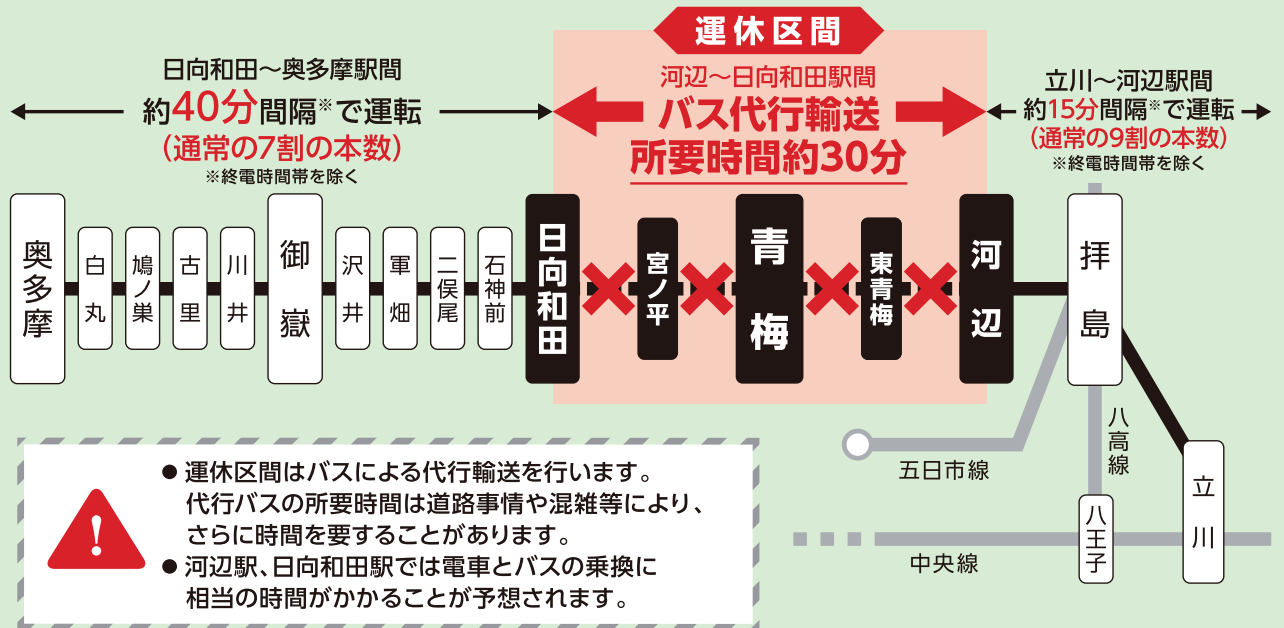 運休区間
日向和田～奥多摩駅間
約40分間隔※で運転
（通常の7割の本数）
※終電時間帯を除く
河辺～日向和田駅間
バス代行輸送
所要時間約30分
立川～河辺駅間
約15分間隔※で運転
（通常の9割の本数）
※終電時間帯を除く
奥多摩
白丸
鳩ノ巣
古里
川井
御嶽
沢井
軍畑
二俣尾
石神前
日向和田
宮ノ平
青梅
東青梅
河辺
拝島
八高線
五日市線
立川
八王子
中央線
● 運休区間はバスによる代行輸送を行います。
代行バスの所要時間は道路事情や混雑等により、
さらに時間を要することがあります。
● 河辺駅、日向和田駅では電車とバスの乗換に
相当の時間がかかることが予想されます。
!